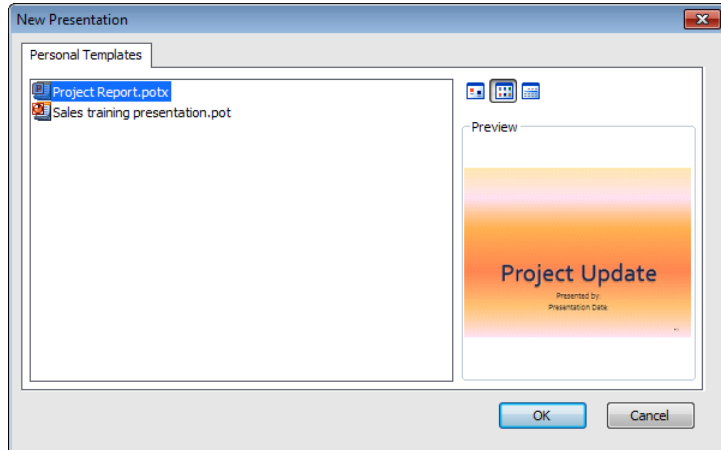 New Presentation
Personal Templates
Project Report.potx
Sales training presentation.pot
Preview
Project Update
Presented by:
Presentation Date:
OK
Cancel